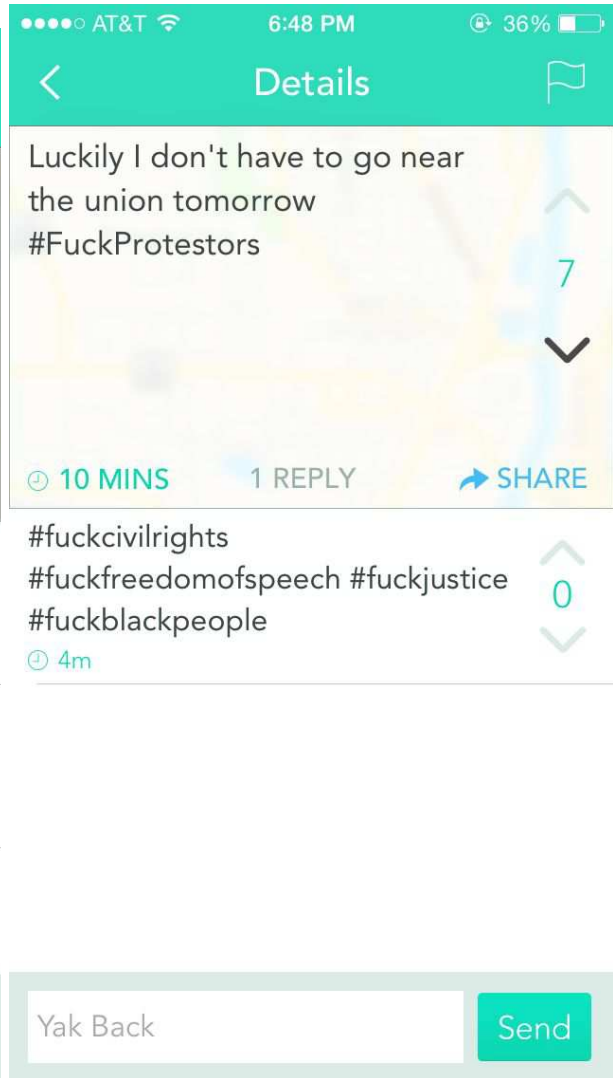 AT&T 6:48 PM 36%
Details
Luckily I don't have to go near
the union tomorrow
#FuckProtestors
7
10 MINS 1 REPLY SHARE
#fuckcivilrights
#fuckfreedomofspeech #fuckjustice
#fuckblackpeople
0
4m
Yak Back Send